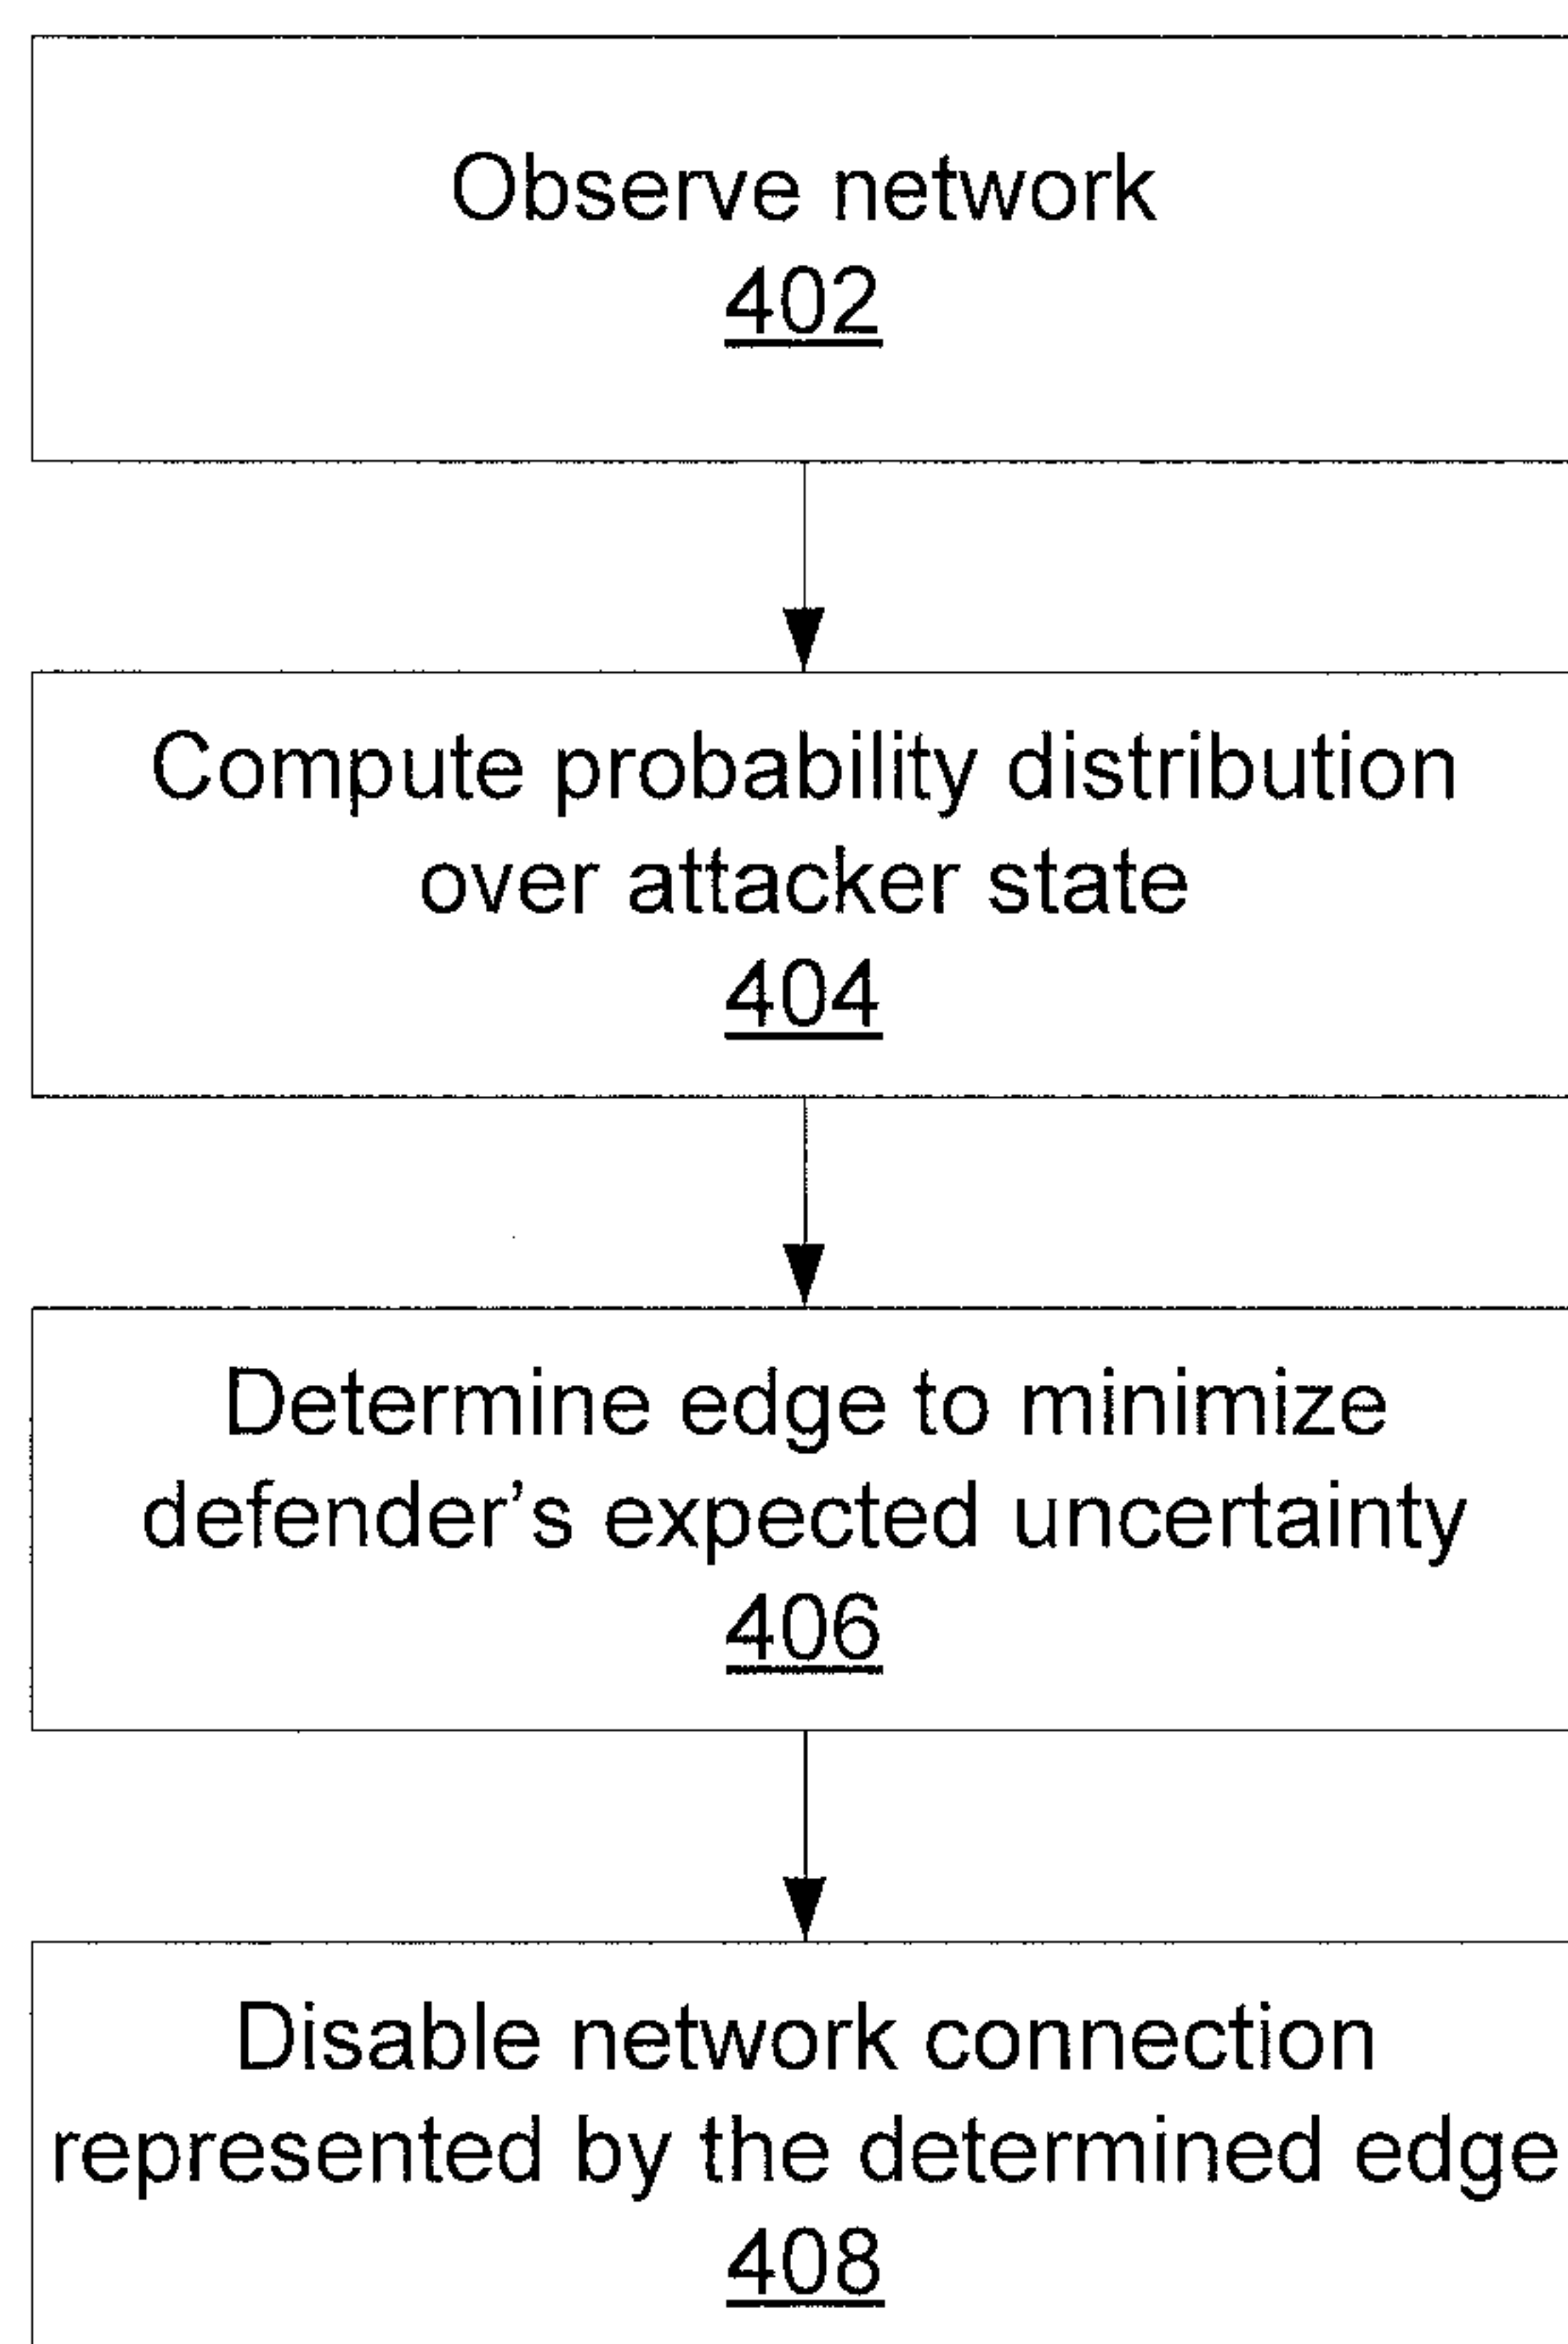 Observe network
402
Compute probability distribution
over attacker state
404
Determine edge to minimize
defender's expected uncertainty
406
Disable network connection
represented by the determined edge
408